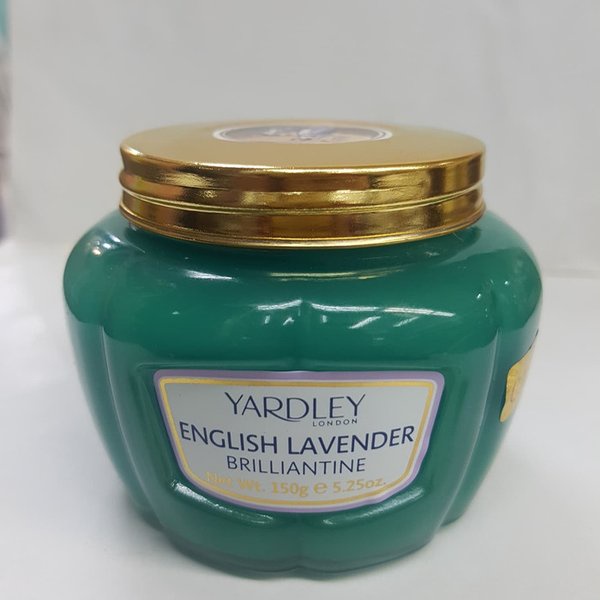 YARDLEY
LONDON
ENGLISH LAVENDER
BRILLIANTINE
Net Wt. 150g e 5.25oz.